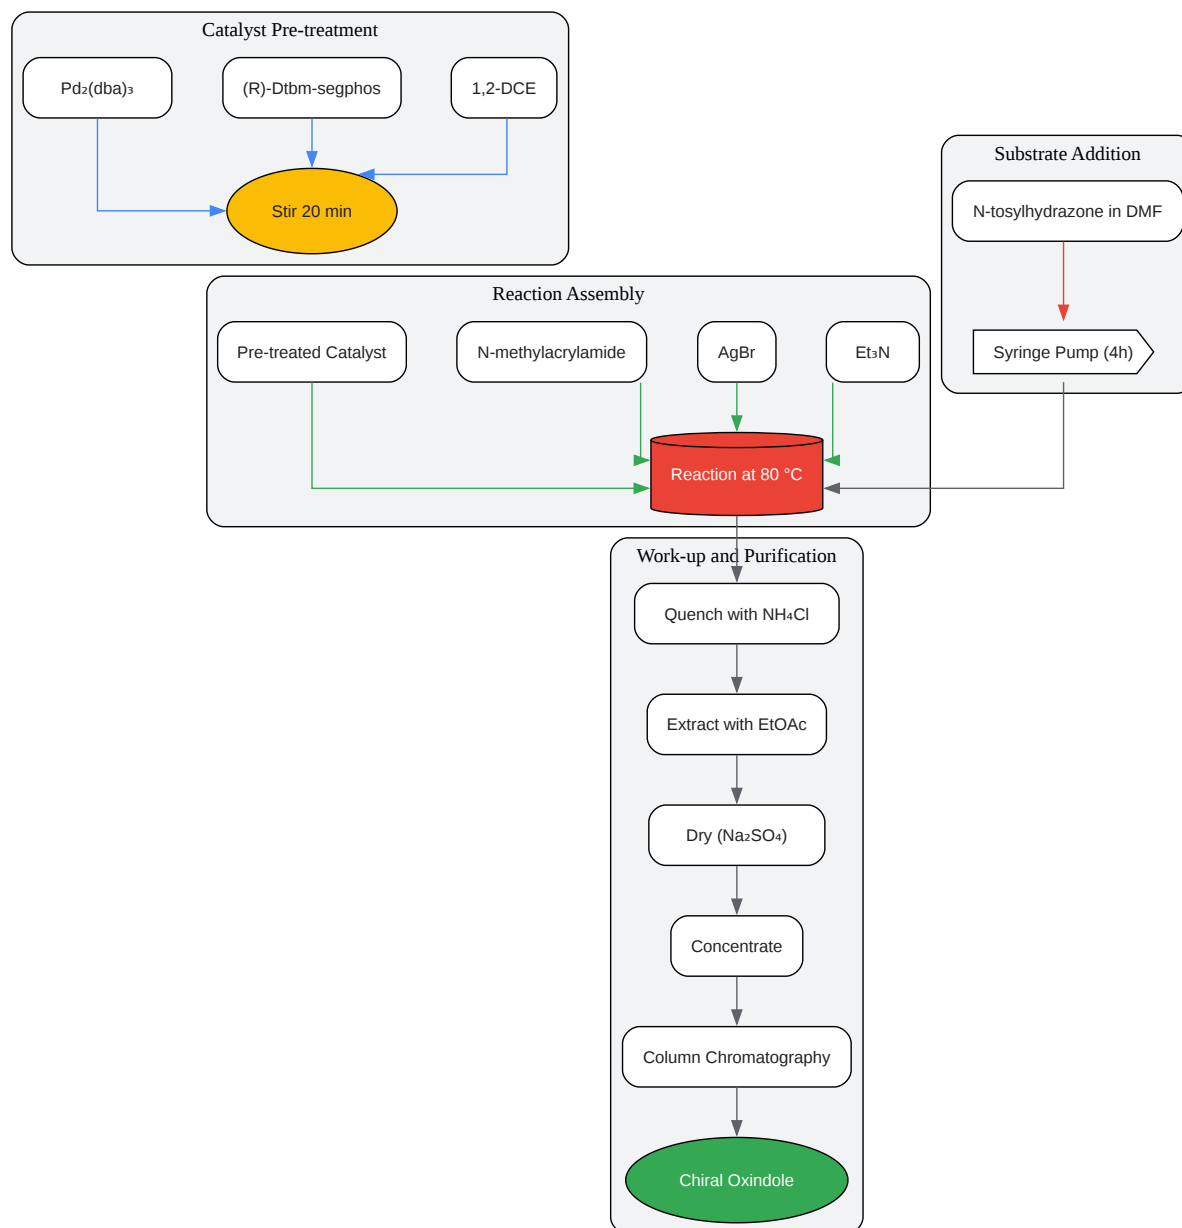 Catalyst Pre-treatment
Pd₂(dba)₃
(R)-Dtbm-segphos
1,2-DCE
Stir 20 min
Substrate Addition
N-tosylhydrazone in DMF
Syringe Pump (4h)
Reaction Assembly
Pre-treated Catalyst
N-methylacrylamide
AgBr
Et₃N
Reaction at 80 °C
Work-up and Purification
Quench with NH₄Cl
Extract with EtOAc
Dry (Na₂SO₄)
Concentrate
Column Chromatography
Chiral Oxindole